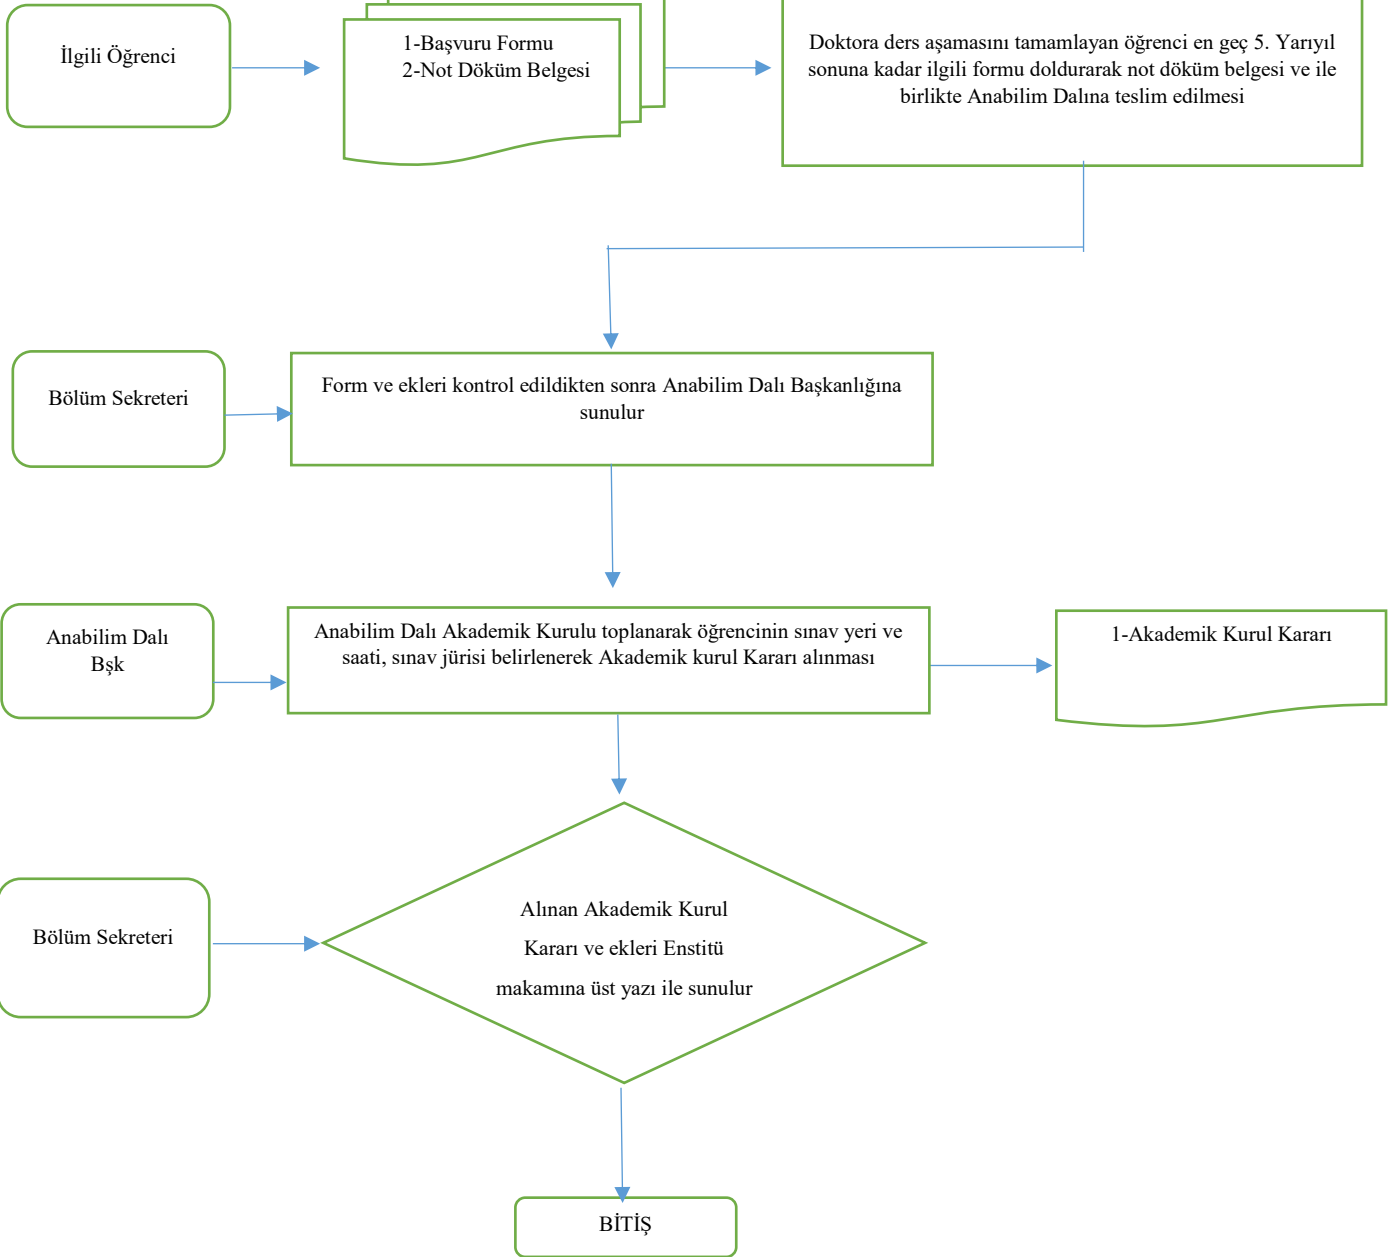 İlgili Öğrenci
1-Başvuru Formu
2-Not Döküm Belgesi
Doktora ders aşamasını tamamlayan öğrenci en geç 5. Yarıyıl
sonuna kadar ilgili formu doldurarak not döküm belgesi ve ile
birlikte Anabilim Dalına teslim edilmesi
Bölüm Sekreteri
Form ve ekleri kontrol edildikten sonra Anabilim Dalı Başkanlığına
sunulur
Anabilim Dalı
Bşk
Anabilim Dalı Akademik Kurulu toplanarak öğrencinin sınav yeri ve
saati, sınav jürisi belirlenerek Akademik kurul Kararı alınması
1-Akademik Kurul Kararı
Bölüm Sekreteri
Alınan Akademik Kurul
Kararı ve ekleri Enstitü
makamına üst yazı ile sunulur
BİTİŞ